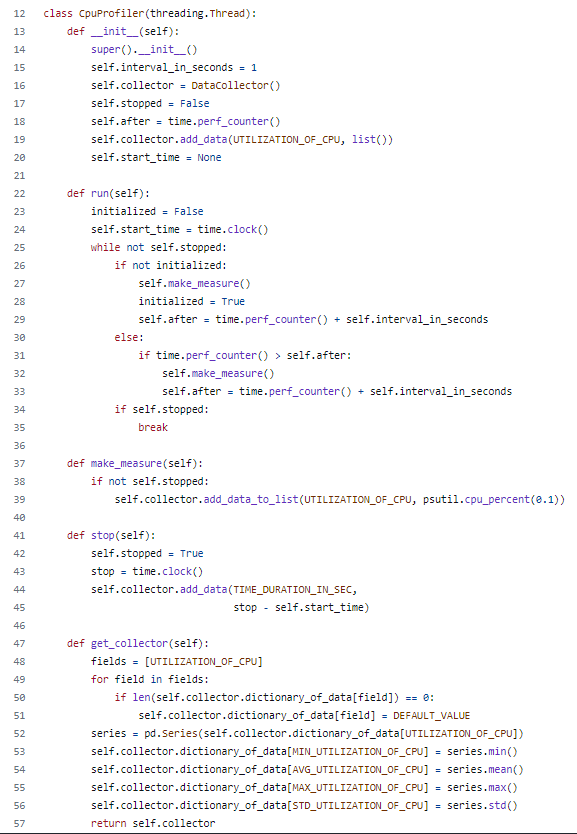 12 class CpuProfiler(threading.Thread):
13     def __init__(self):
14         super().__init__()
15         self.interval_in_seconds = 1
16         self.collector = DataCollector()
17         self.stopped = False
18         self.after = time.perf_counter()
19         self.collector.add_data(UTILIZATION_OF_CPU, list())
20         self.start_time = None
21
22     def run(self):
23         initialized = False
24         self.start_time = time.clock()
25         while not self.stopped:
26             if not initialized:
27                 self.make_measure()
28                 initialized = True
29                 self.after = time.perf_counter() + self.interval_in_seconds
30             else:
31                 if time.perf_counter() > self.after:
32                     self.make_measure()
33                     self.after = time.perf_counter() + self.interval_in_seconds
34             if self.stopped:
35                 break
36
37     def make_measure(self):
38         if not self.stopped:
39             self.collector.add_data_to_list(UTILIZATION_OF_CPU, psutil.cpu_percent(0.1))
40
41     def stop(self):
42         self.stopped = True
43         stop = time.clock()
44         self.collector.add_data(TIME_DURATION_IN_SEC,
45                                 stop - self.start_time)
46
47     def get_collector(self):
48         fields = [UTILIZATION_OF_CPU]
49         for field in fields:
50             if len(self.collector.dictionary_of_data[field]) == 0:
51                 self.collector.dictionary_of_data[field] = DEFAULT_VALUE
52         series = pd.Series(self.collector.dictionary_of_data[UTILIZATION_OF_CPU])
53         self.collector.dictionary_of_data[MIN_UTILIZATION_OF_CPU] = series.min()
54         self.collector.dictionary_of_data[AVG_UTILIZATION_OF_CPU] = series.mean()
55         self.collector.dictionary_of_data[MAX_UTILIZATION_OF_CPU] = series.max()
56         self.collector.dictionary_of_data[STD_UTILIZATION_OF_CPU] = series.std()
57         return self.collector